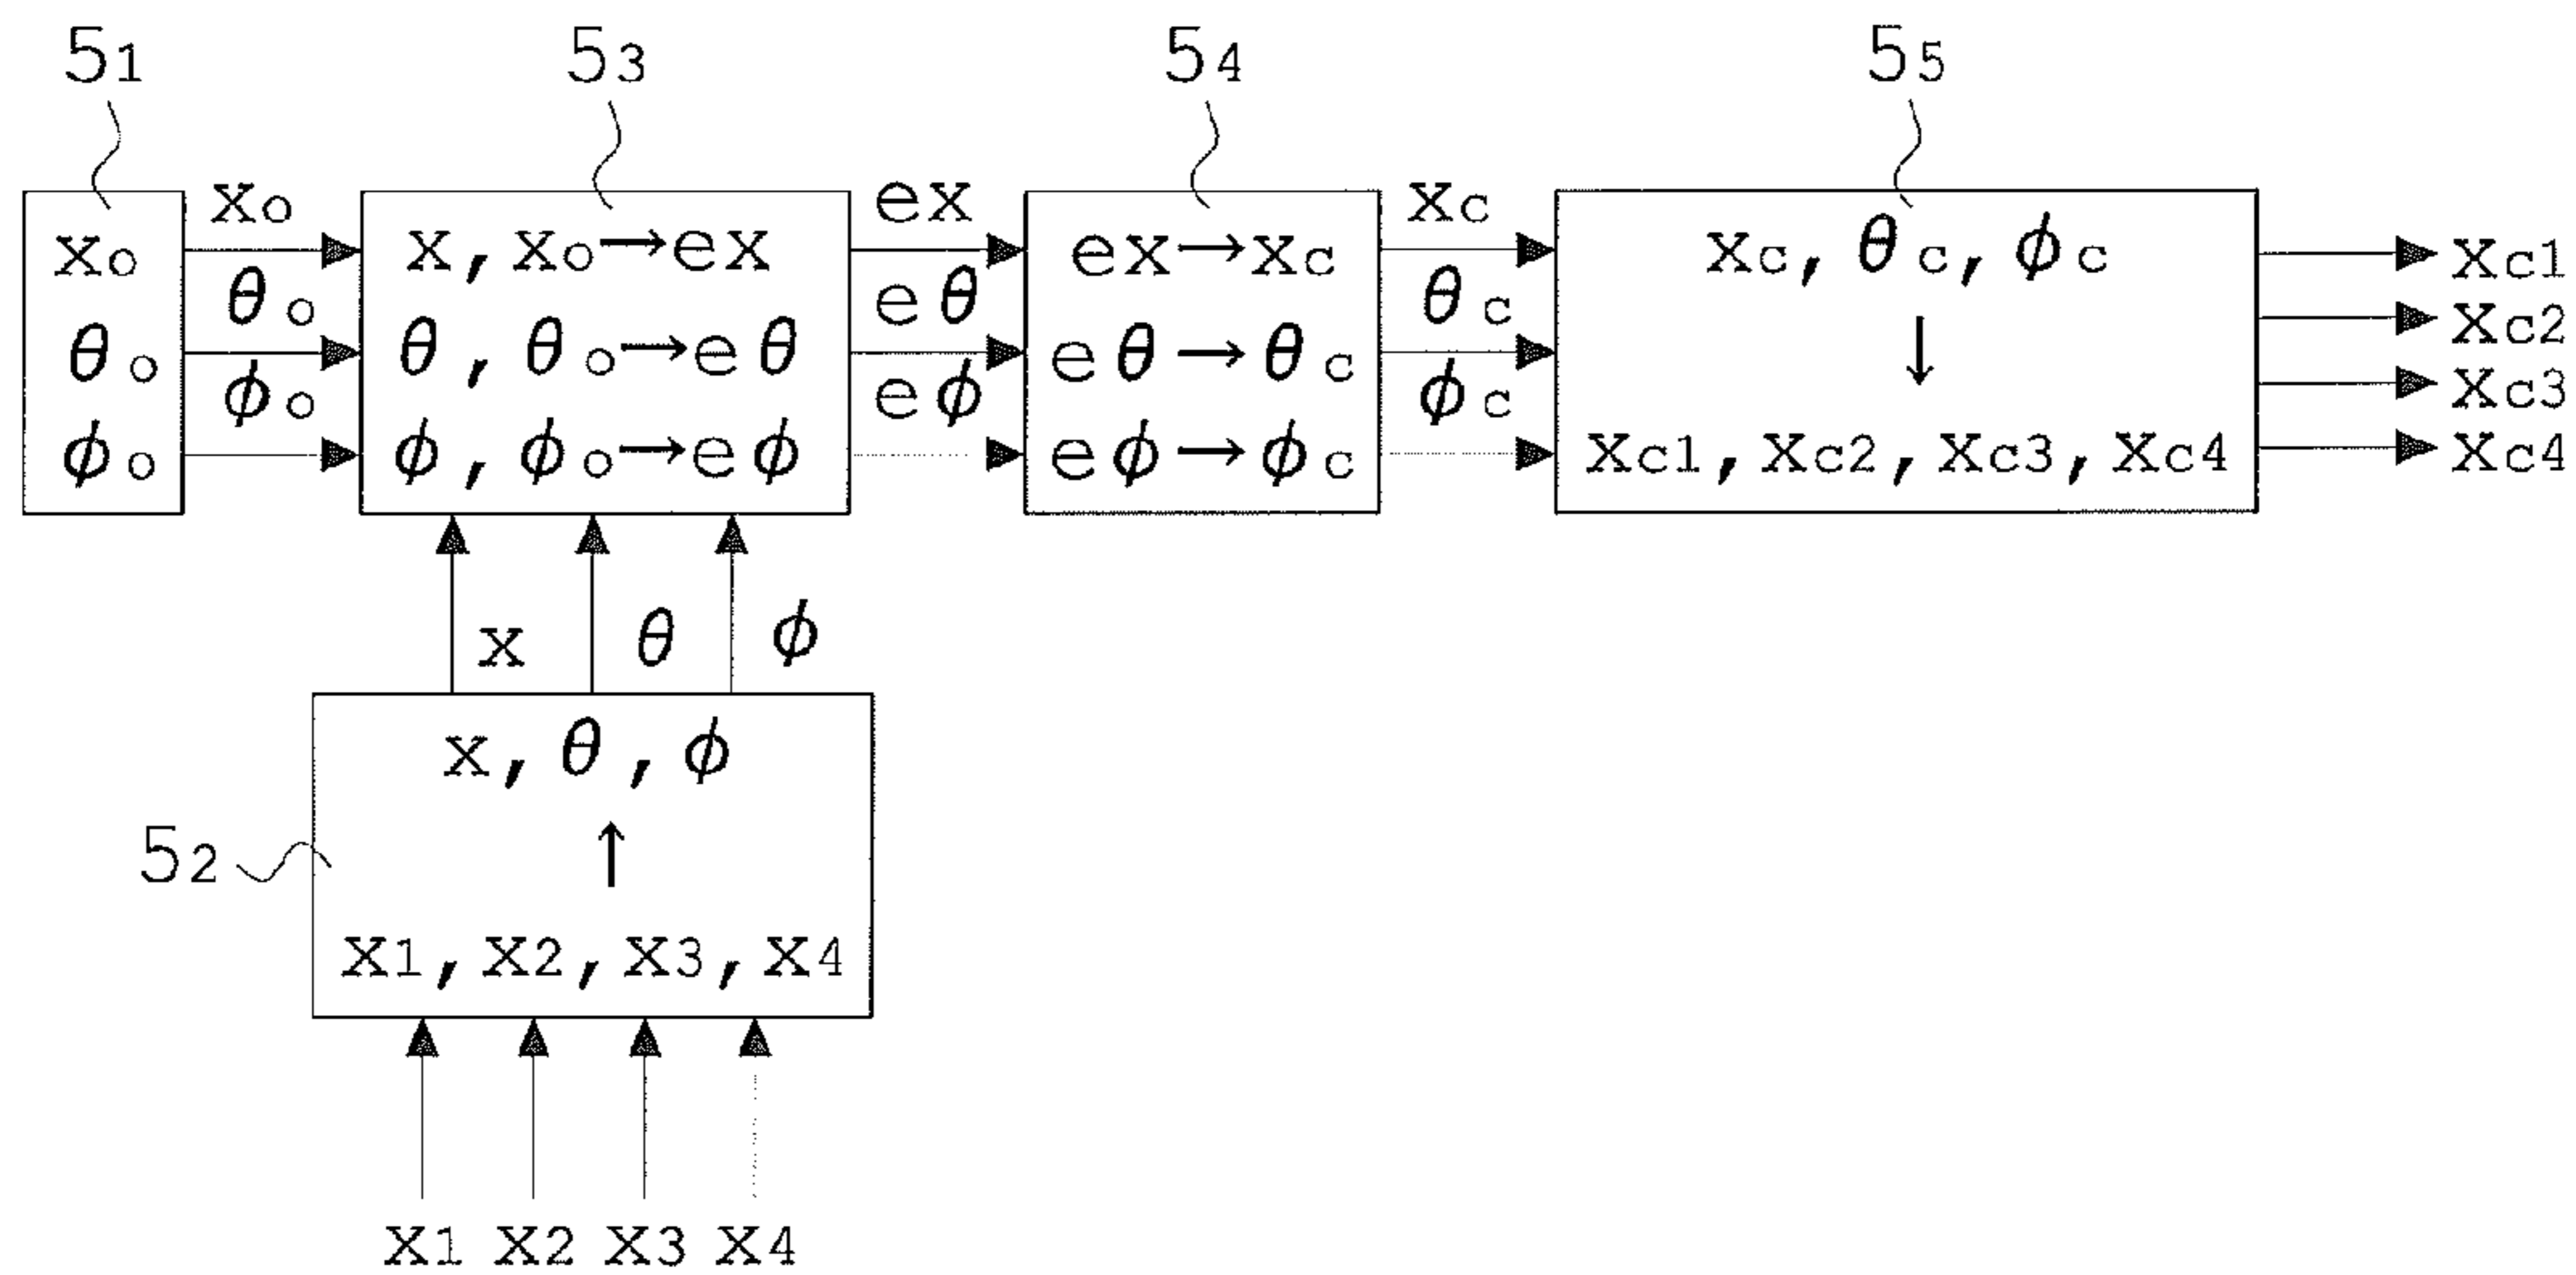 5₁ 5₃ 5₄ 5₅
xₒ
θₒ
ϕₒ
xₒ
θₒ
ϕₒ
x, xₒ→ex
θ, θₒ→eθ
ϕ, ϕₒ→eϕ
ex
eθ
eϕ
ex→xc
eθ→θc
eϕ→ϕc
xc
θc
ϕc
xc, θc, ϕc
↓
xc1, xc2, xc3, xc4
xc1
xc2
xc3
xc4
x θ ϕ
5₂
x, θ, ϕ
↑
x1, x2, x3, x4
x1 x2 x3 x4